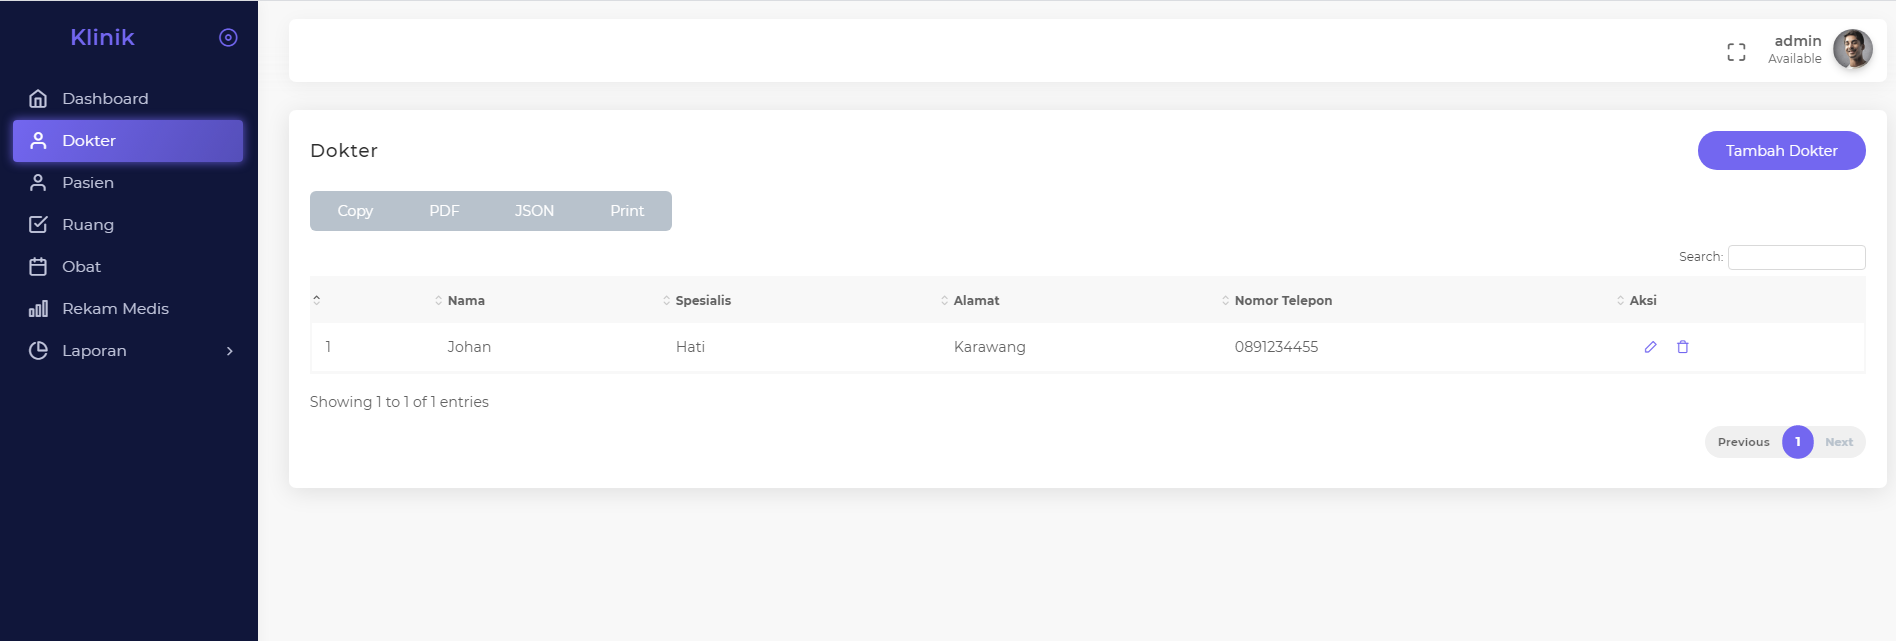 Klinik
Dashboard
Dokter
Pasien
Ruang
Obat
Rekam Medis
Laporan
admin
Available
Dokter
Tambah Dokter
Copy PDF JSON Print
Search:
Nama Spesialis Alamat Nomor Telepon Aksi
1 Johan Hati Karawang 0891234455
Showing 1 to 1 of 1 entries
Previous 1 Next